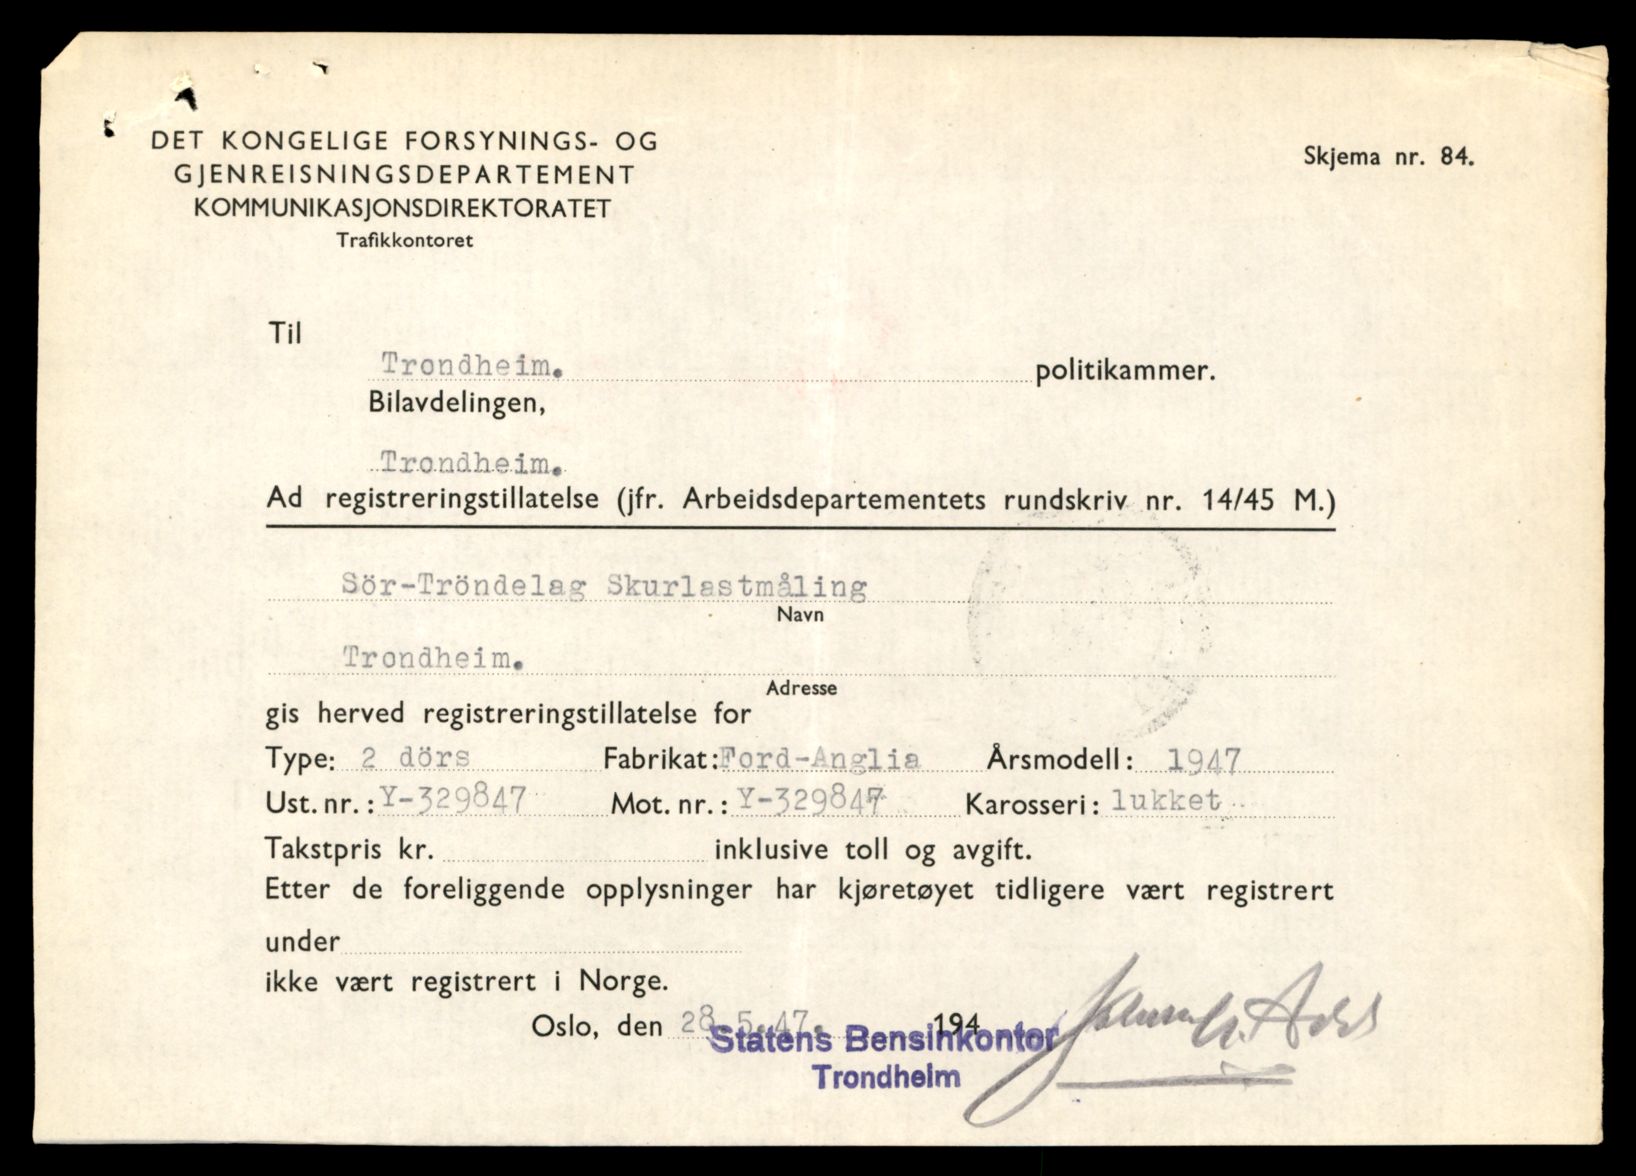 DET KONGELIGE FORSYNINGS- OG
GJENREISNINGSDEPARTEMENT
KOMMUNIKASJONSDIREKTORATET
Trafikkontoret
Skjema nr. 84.
Til
Trondheim. politikammer.
Bilavdelingen,
Trondheim.
Ad registreringstillatelse (jfr. Arbeidsdepartementets rundskriv nr. 14/45 M.)
Sör-Tröndelag Skurlastmåling
Navn
Trondheim.
Adresse
gis herved registreringstillatelse for
Type: 2 dörs Fabrikat: Ford-Anglia Årsmodell: 1947
Ust. nr.: Y-329847 Mot. nr.: Y-329847 Karosseri: lukket
Takstpris kr. inklusive toll og avgift.
Etter de foreliggende opplysninger har kjøretøyet tidligere vært registrert
under
ikke vært registrert i Norge.
Oslo, den 28.5.47. 194
Statens Bensinkontor
Trondheim